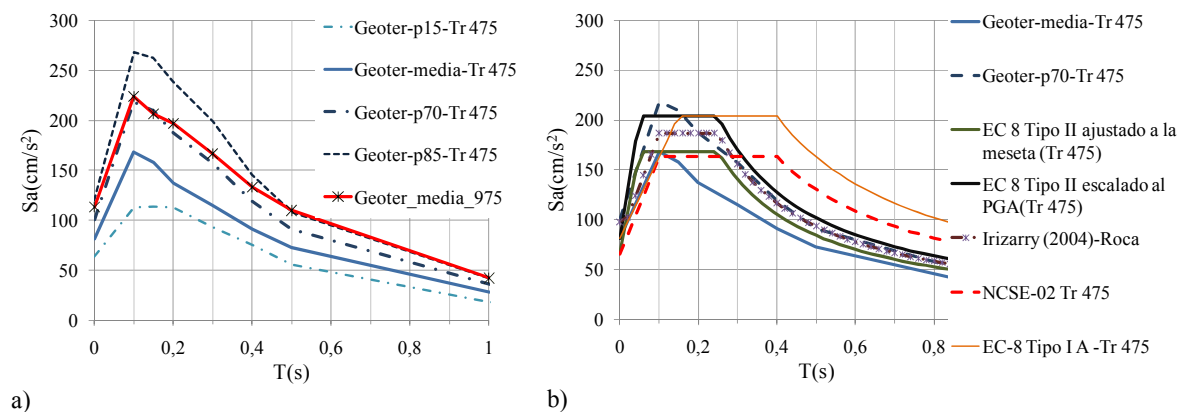 300
250
200
150
100
50
0
Sa(cm/s²)
0
0,2
0,4
0,6
0,8
1
T(s)
Geoter-p15-Tr 475
Geoter-media-Tr 475
Geoter-p70-Tr 475
Geoter-p85-Tr 475
Geoter_media_975
a)
300
250
200
150
100
50
0
Sa(cm/s²)
0
0,2
0,4
0,6
0,8
T(s)
Geoter-media-Tr 475
Geoter-p70-Tr 475
EC 8 Tipo II ajustado a la
meseta (Tr 475)
EC 8 Tipo II escalado al
PGA(Tr 475)
Irizarry (2004)-Roca
NCSE-02 Tr 475
EC-8 Tipo I A -Tr 475
b)